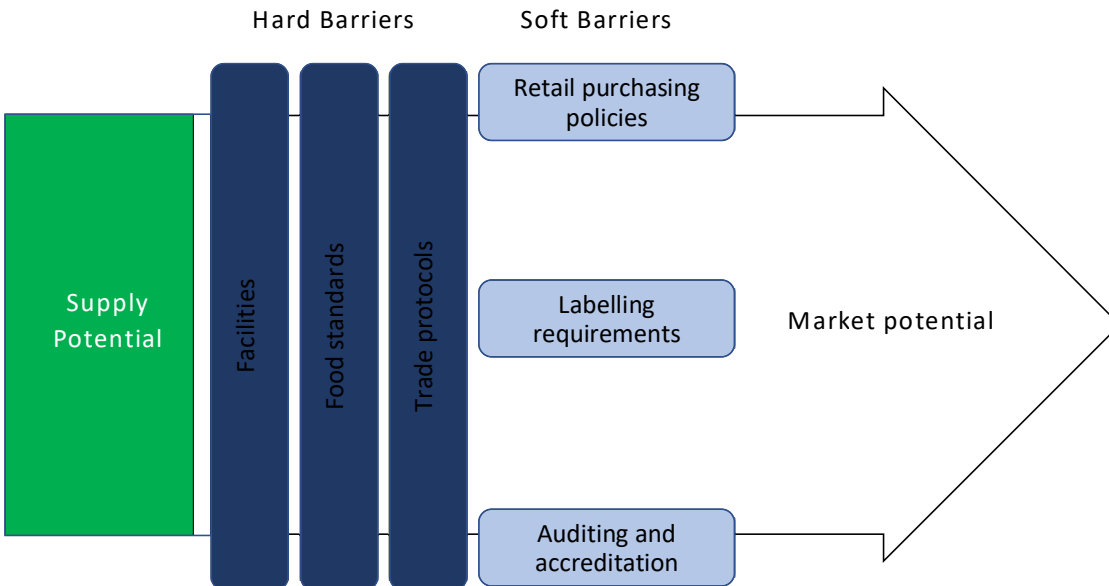 Hard Barriers
Soft Barriers
Supply
Potential
Facilities
Food standards
Trade protocols
Retail purchasing
policies
Labelling
requirements
Auditing and
accreditation
Market potential